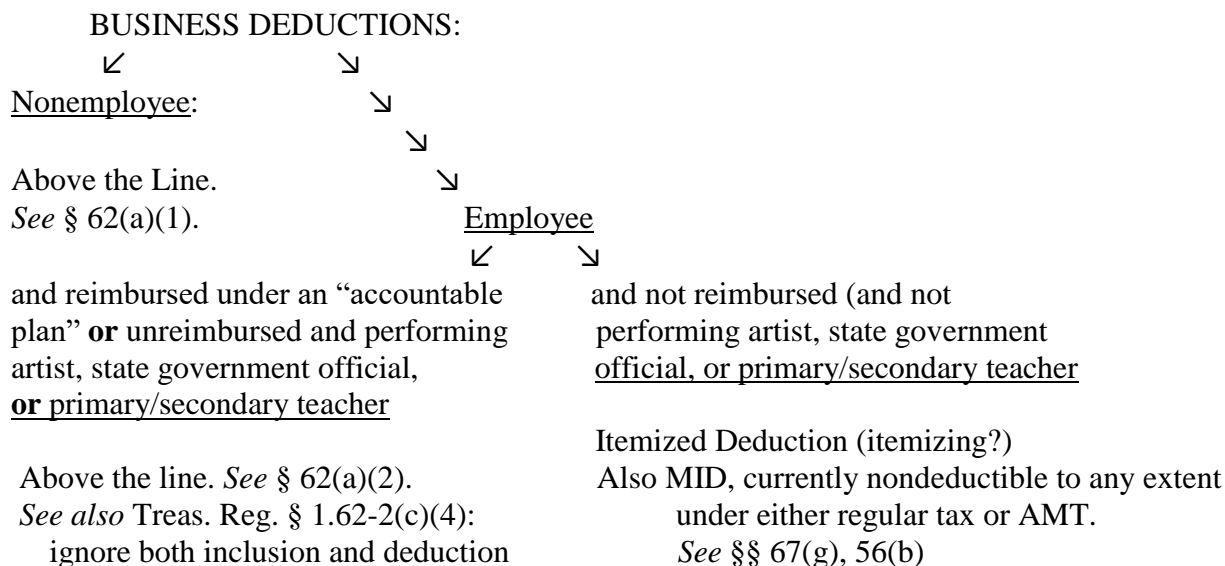 BUSINESS DEDUCTIONS:
↙ ↘
Nonemployee: ↘
↘
Above the Line. ↘
See § 62(a)(1). Employee
↙ ↘
and reimbursed under an “accountable and not reimbursed (and not
plan” or unreimbursed and performing performing artist, state government
artist, state government official, official, or primary/secondary teacher
or primary/secondary teacher
Itemized Deduction (itemizing?)
Above the line. See § 62(a)(2). Also MID, currently nondeductible to any extent
See also Treas. Reg. § 1.62-2(c)(4): under either regular tax or AMT.
ignore both inclusion and deduction See §§ 67(g), 56(b)